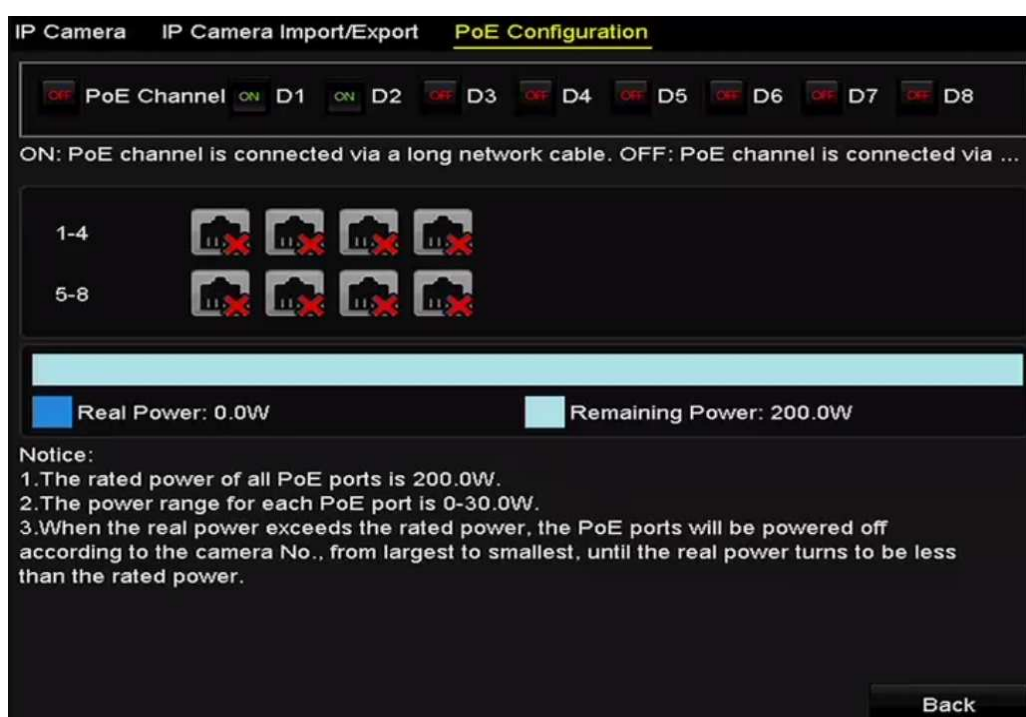 IP Camera IP Camera Import/Export PoE Configuration
OFF PoE Channel ON D1 ON D2 OFF D3 OFF D4 OFF D5 OFF D6 OFF D7 OFF D8
ON: PoE channel is connected via a long network cable. OFF: PoE channel is connected via ...
1-4
5-8
Real Power: 0.0W Remaining Power: 200.0W
Notice:
1.The rated power of all PoE ports is 200.0W.
2.The power range for each PoE port is 0-30.0W.
3.When the real power exceeds the rated power, the PoE ports will be powered off
according to the camera No., from largest to smallest, until the real power turns to be less
than the rated power.
Back